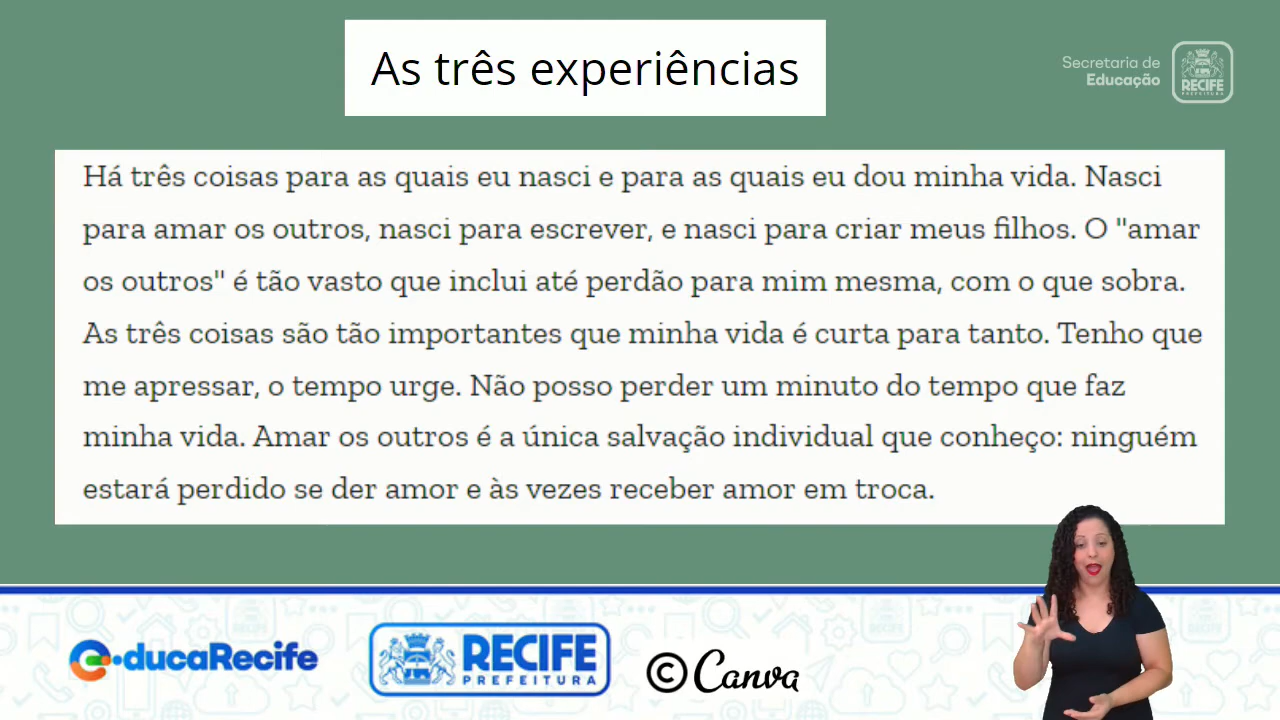 As três experiências
Secretaria de
Educação
RECIFE
PREFEITURA
Há três coisas para as quais eu nasci e para as quais eu dou minha vida. Nasci
para amar os outros, nasci para escrever, e nasci para criar meus filhos. O "amar
os outros" é tão vasto que inclui até perdão para mim mesma, com o que sobra.
As três coisas são tão importantes que minha vida é curta para tanto. Tenho que
me apressar, o tempo urge. Não posso perder um minuto do tempo que faz
minha vida. Amar os outros é a única salvação individual que conheço: ninguém
estará perdido se der amor e às vezes receber amor em troca.
e·ducaRecife
RECIFE
PREFEITURA
© Canva